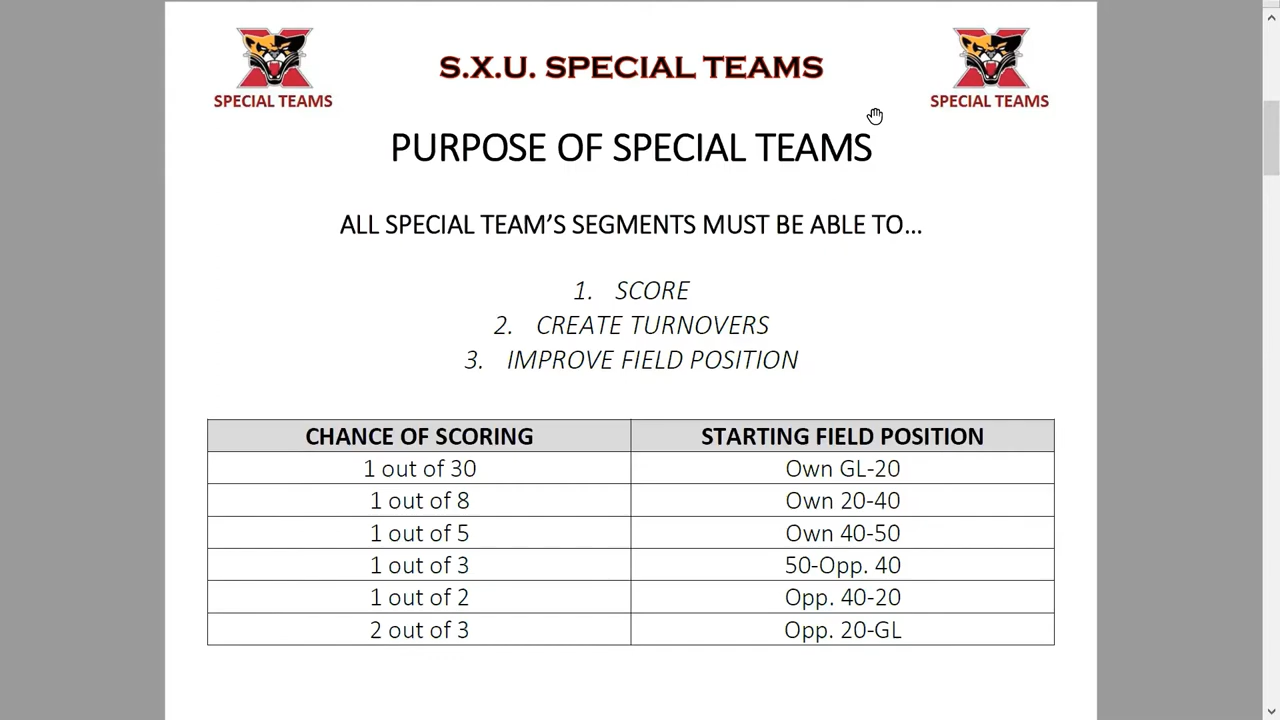 S.X.U. SPECIAL TEAMS
SPECIAL TEAMS
SPECIAL TEAMS
PURPOSE OF SPECIAL TEAMS
ALL SPECIAL TEAM’S SEGMENTS MUST BE ABLE TO…
1. SCORE
2. CREATE TURNOVERS
3. IMPROVE FIELD POSITION
CHANCE OF SCORING STARTING FIELD POSITION
1 out of 30 Own GL-20
1 out of 8 Own 20-40
1 out of 5 Own 40-50
1 out of 3 50-Opp. 40
1 out of 2 Opp. 40-20
2 out of 3 Opp. 20-GL